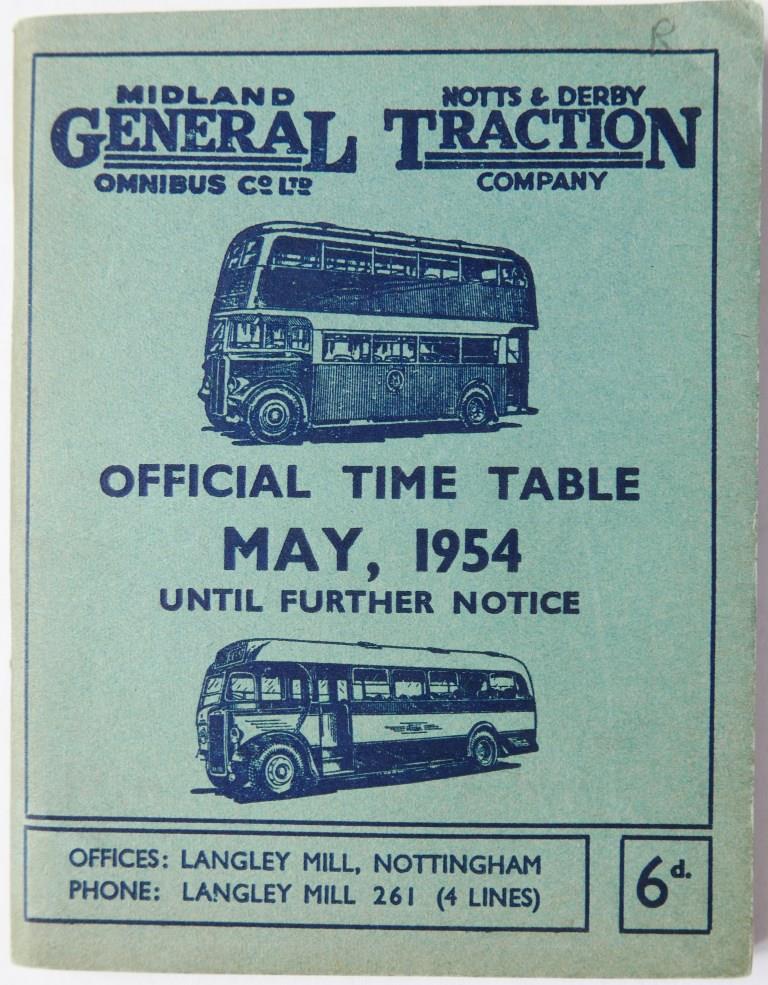 R
MIDLAND
GENERAL
OMNIBUS Co LTD
NOTTS & DERBY
TRACTION
COMPANY
OFFICIAL TIME TABLE
MAY, 1954
UNTIL FURTHER NOTICE
OFFICES: LANGLEY MILL, NOTTINGHAM
PHONE: LANGLEY MILL 261 (4 LINES)
6d.